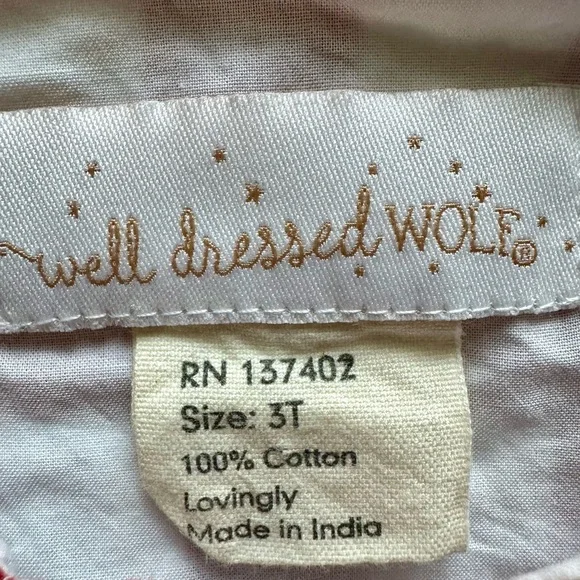 well dressed WOLF®
RN 137402
Size: 3T
100% Cotton
Lovingly
Made in India